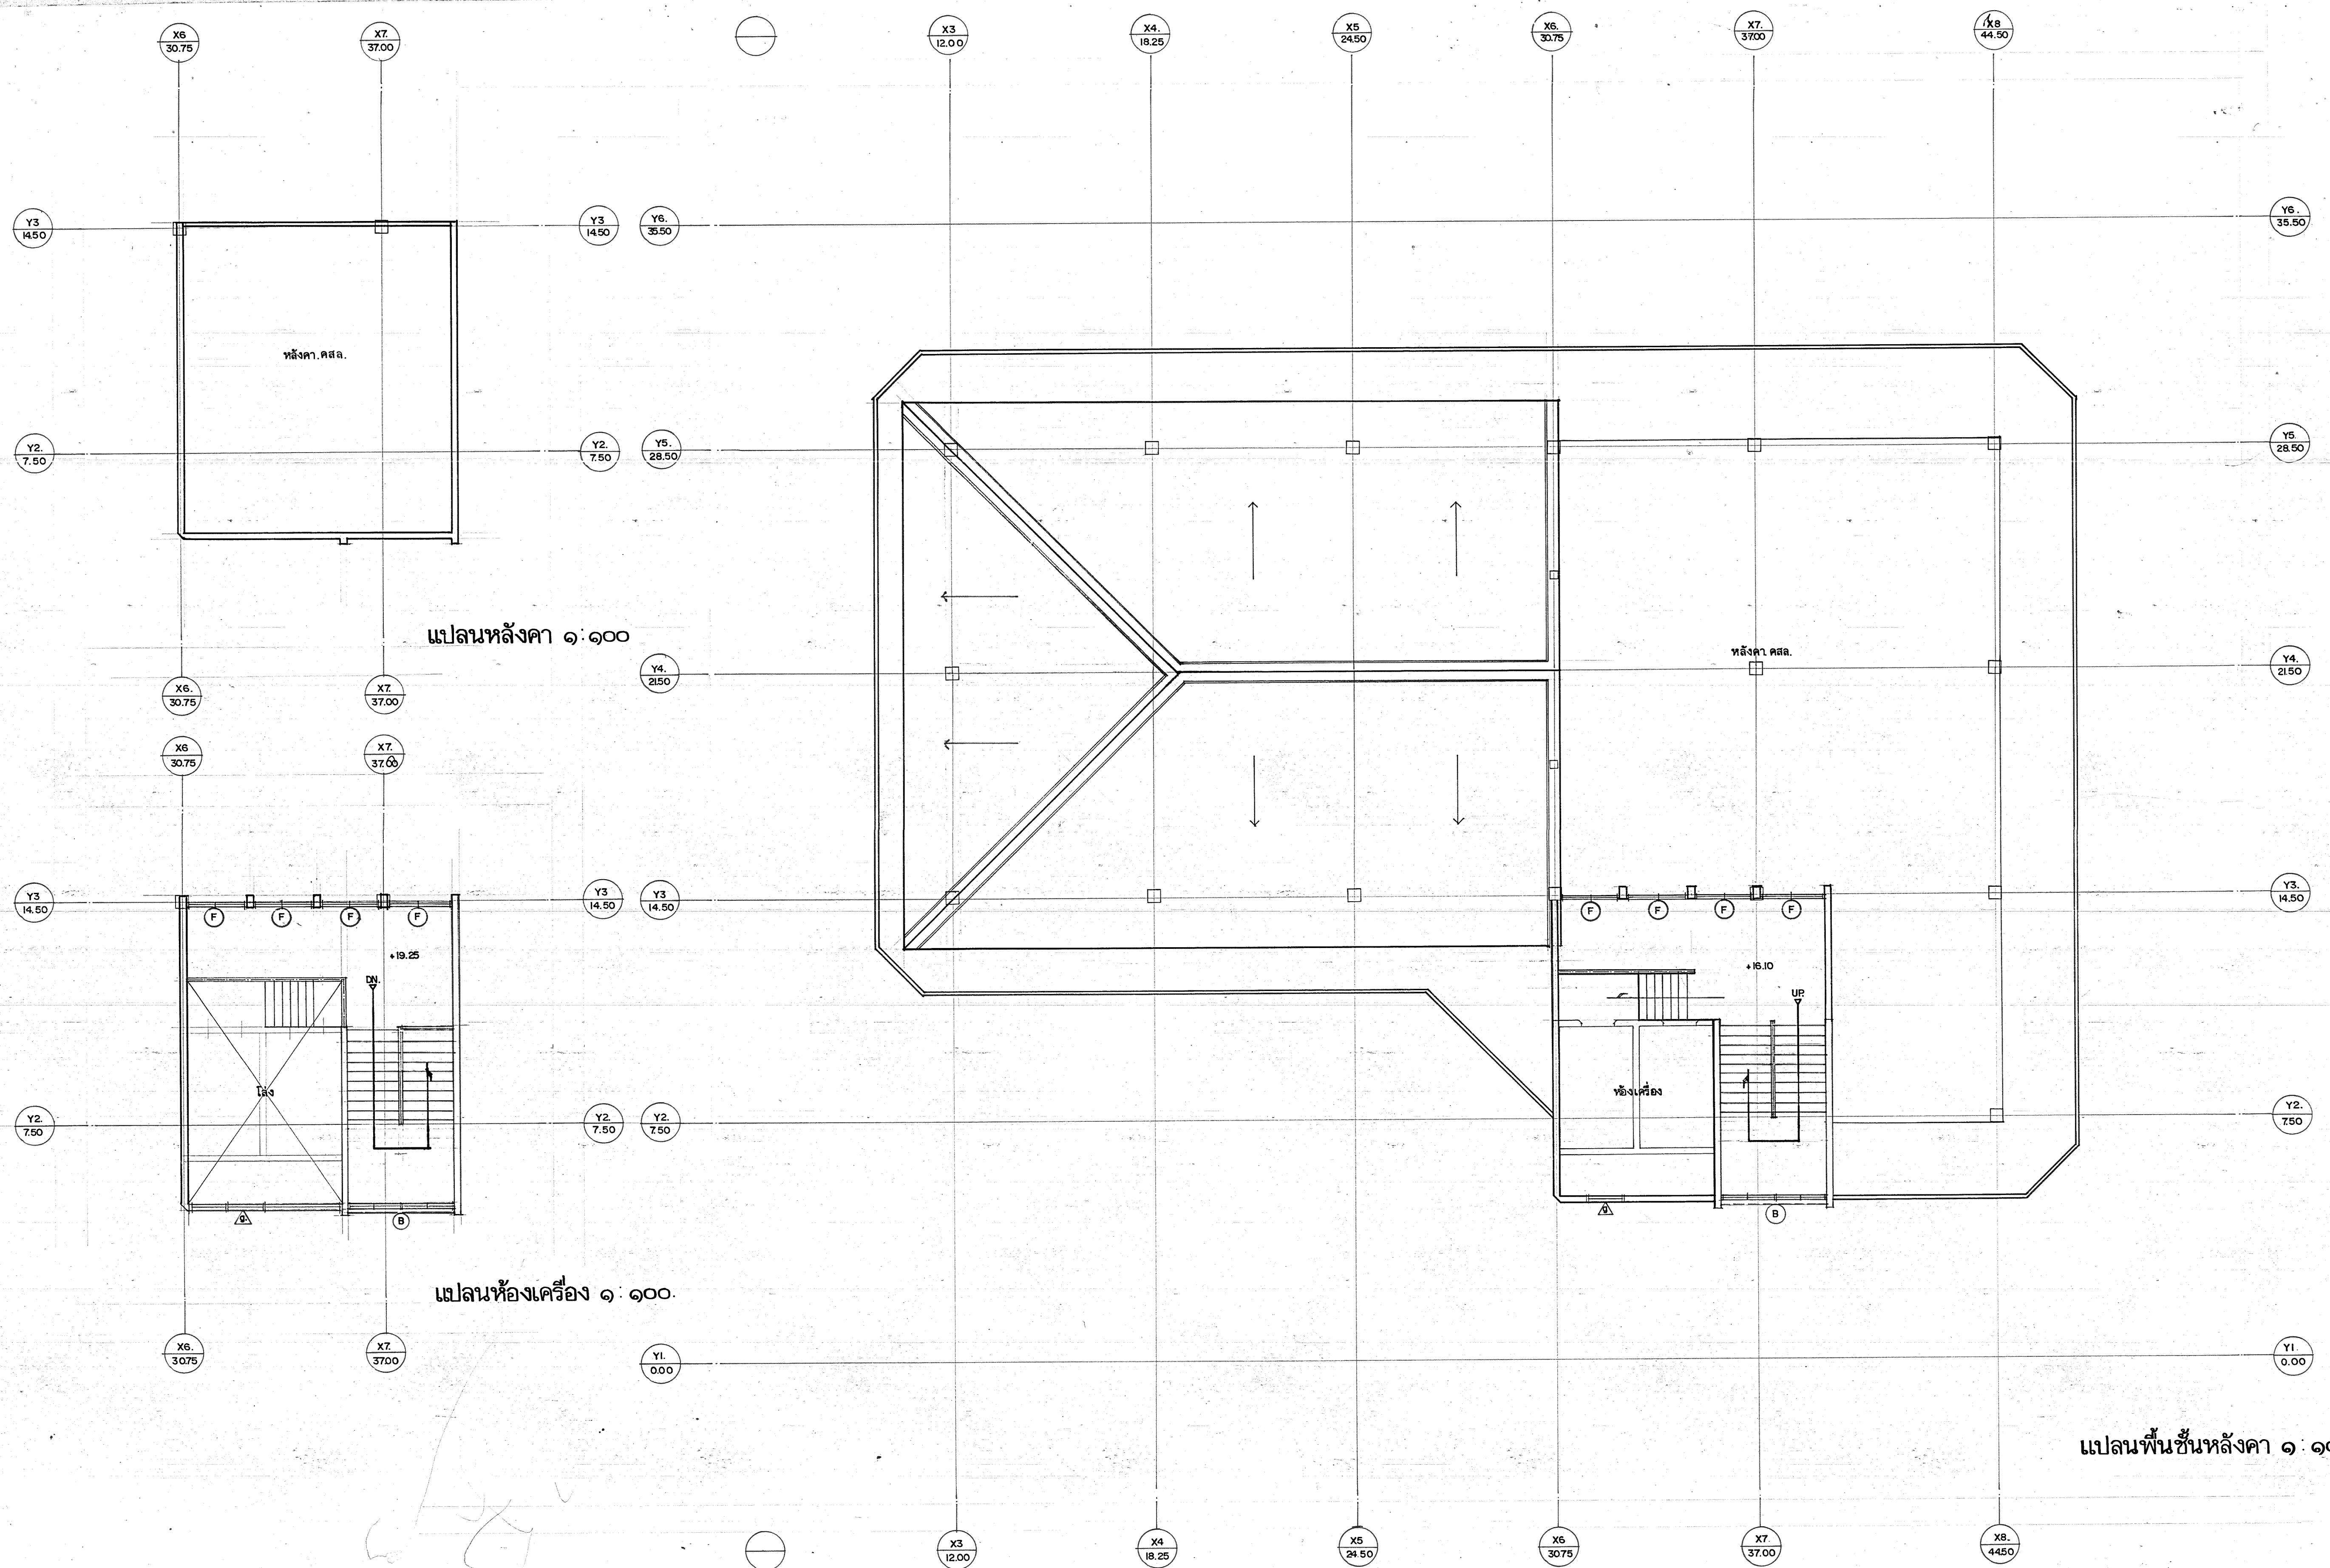 X6
30.75
X7.
37.00
Y3
14.50
Y3
14.50
หลังคา.คสล.
Y2.
7.50
Y2.
7.50
แปลนหลังคา ๑:๑๐๐
X6.
30.75
X7.
37.00
X6
30.75
X7.
37.00
Y3
14.50
Y3
14.50
F
F
F
F
+19.25
DN.
โล่ง
Y2.
7.50
Y2.
7.50
B
แปลนห้องเครื่อง ๑:๑๐๐.
X6.
30.75
X7.
37.00
X3
12.00
X4.
18.25
X5
24.50
X6.
30.75
X7.
37.00
X8
44.50
Y6.
35.50
Y6.
35.50
Y5.
28.50
Y5.
28.50
หลังคา คสล.
Y4.
21.50
Y4.
21.50
Y3
14.50
Y3.
14.50
F
F
F
F
+16.10
UP.
ห้องเครื่อง
Y2.
7.50
Y2.
7.50
B
Y1.
0.00
Y1.
0.00
แปลนพื้นชั้นหลังคา ๑:๑๐
X3
12.00
X4
18.25
X5
24.50
X6
30.75
X7.
37.00
X8.
44.50